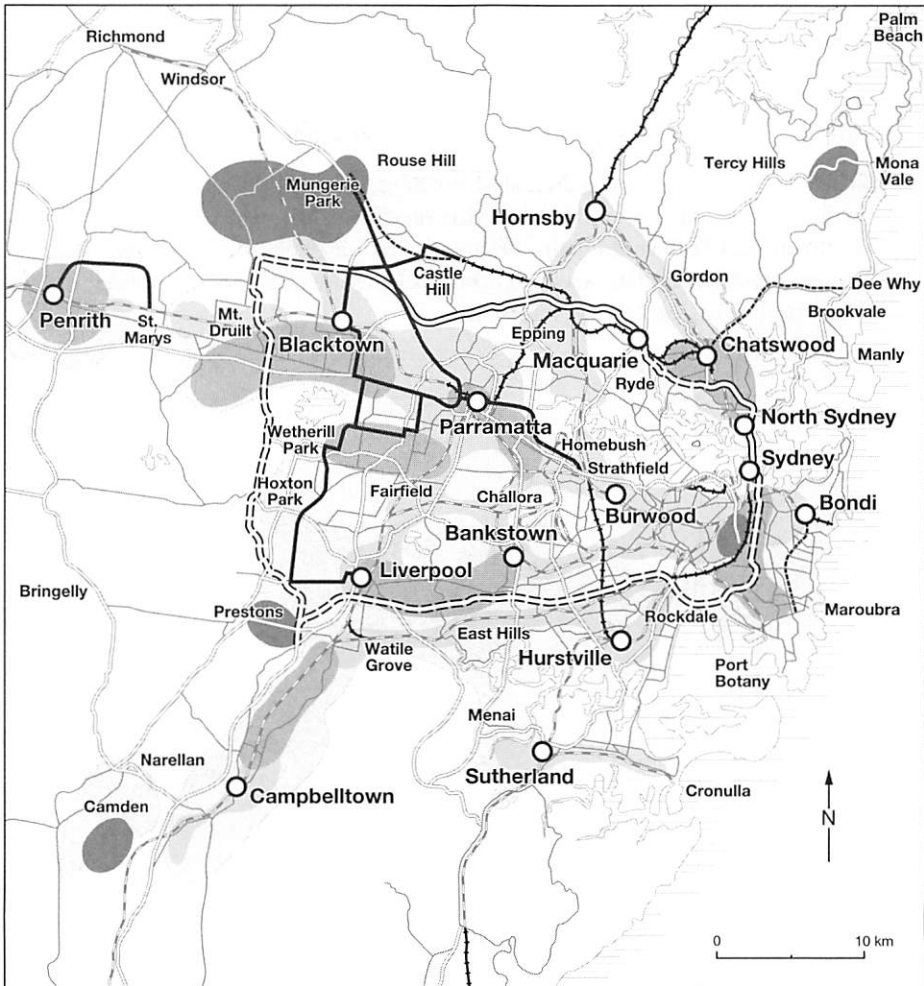 Palm
Beach
Richmond
Windsor
Rouse Hill
Tercy Hills
Mona
Vale
Mungerie
Park
Hornsby
Castle
Hill
Gordon
Dee Why
Penrith
St.
Marys
Mt.
Druilt
Blacktown
Epping
Macquarie
Chatswood
Brookvale
Ryde
Manly
Parramatta
North Sydney
Wetherill
Park
Homebush
Strathfield
Sydney
Hoxton
Park
Fairfield
Challora
Burwood
Bondi
Bankstown
Liverpool
Bringelly
Prestons
Rockdale
Maroubra
Watile
Grove
East Hills
Hurstville
Port
Botany
Menai
Narellan
Sutherland
Campbelltown
Cronulla
Camden
N
0
10 km